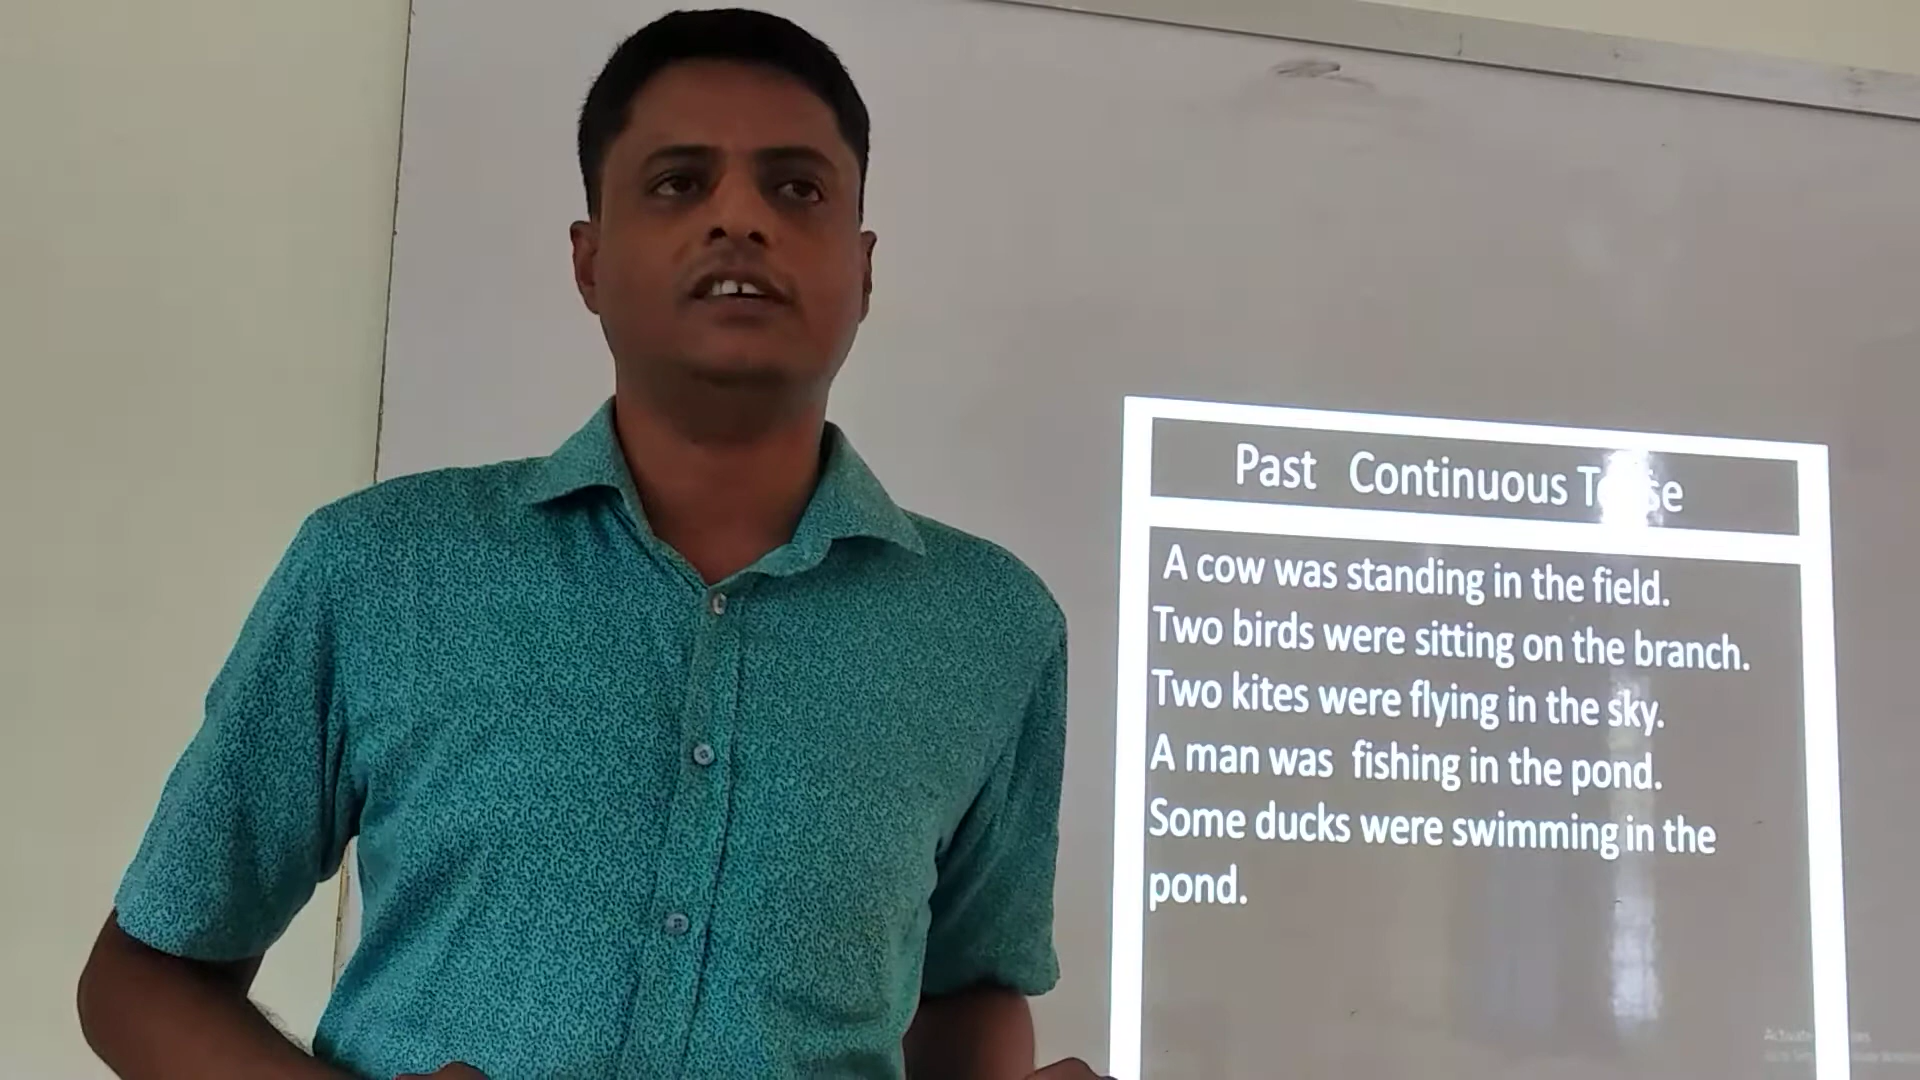 Past Continuous Tense
A cow was standing in the field.
Two birds were sitting on the branch.
Two kites were flying in the sky.
A man was fishing in the pond.
Some ducks were swimming in the
pond.